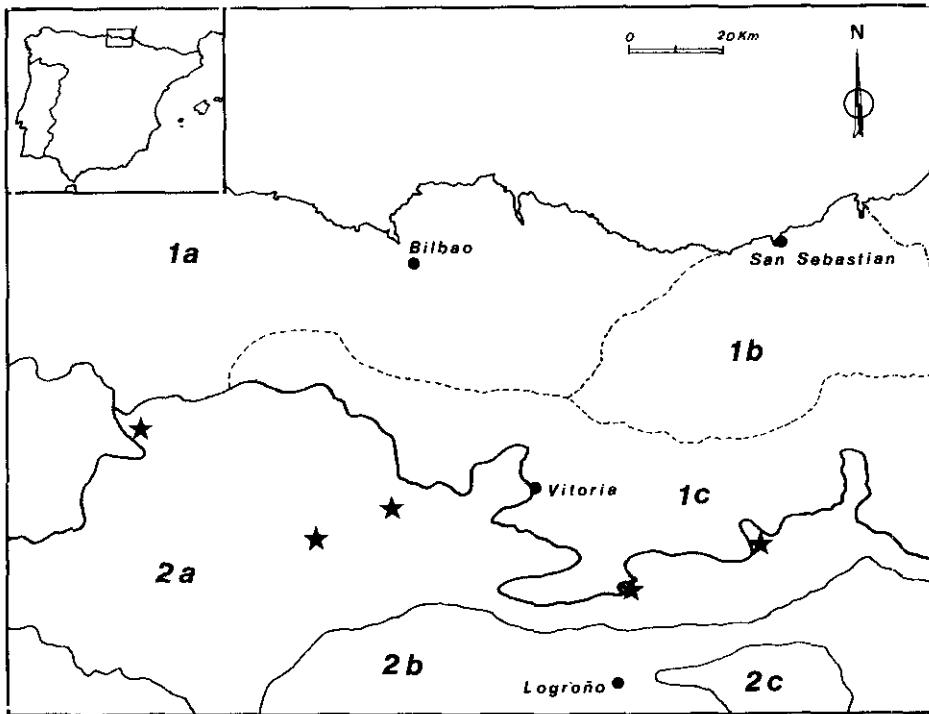 0 20 Km
N
1a
Bilbao
San Sebastian
1b
Vitoria
1c
2a
2b
Logroño
2c